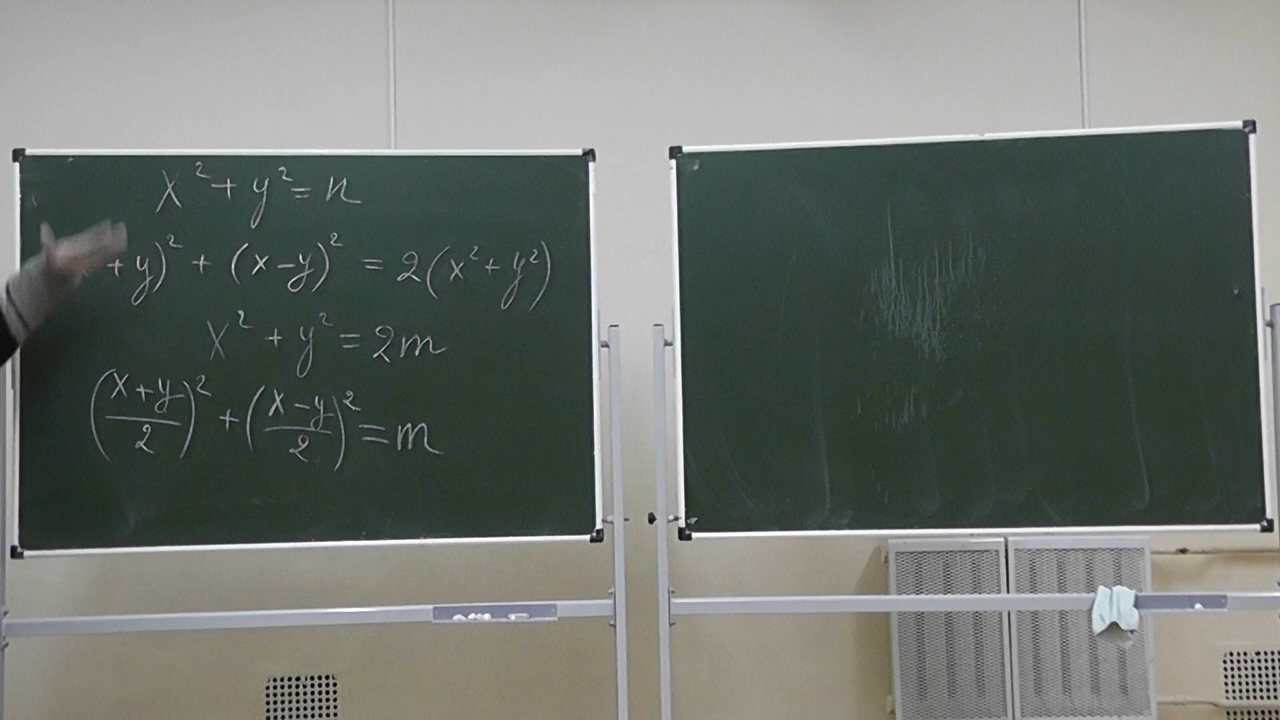 x² + y² = n
+ y)² + (x - y)² = 2(x² + y²)
x² + y² = 2m
((x + y)/2)² + ((x - y)/2)² = m